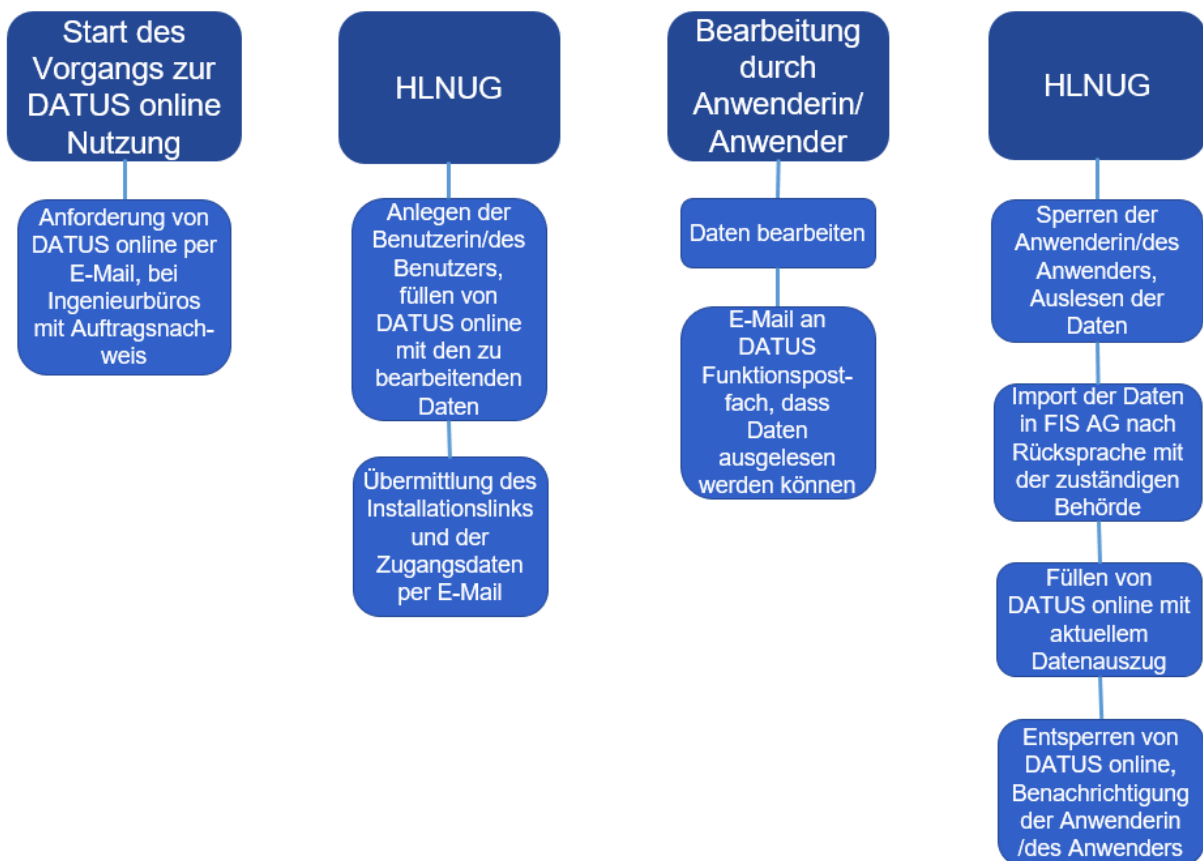 Start des
Vorgangs zur
DATUS online
Nutzung
Anforderung von
DATUS online per
E-Mail, bei
Ingenieurbüros
mit Auftragsnach-
weis
HLNUG
Anlegen der
Benutzerin/des
Benutzers,
füllen von
DATUS online
mit den zu
bearbeitenden
Daten
Übermittlung des
Installationslinks
und der
Zugangsdaten
per E-Mail
Bearbeitung
durch
Anwenderin/
Anwender
Daten bearbeiten
E-Mail an
DATUS
Funktionspost-
fach, dass
Daten
ausgelesen
werden können
HLNUG
Sperren der
Anwenderin/des
Anwenders,
Auslesen der
Daten
Import der Daten
in FIS AG nach
Rücksprache mit
der zuständigen
Behörde
Füllen von
DATUS online mit
aktuellem
Datenauszug
Entsperren von
DATUS online,
Benachrichtigung
der Anwenderin
/des Anwenders